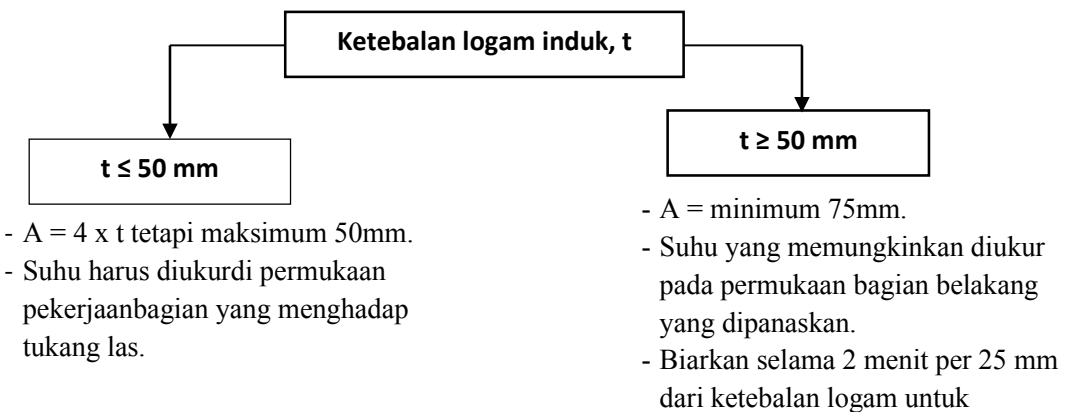 Ketebalan logam induk, t
t ≤ 50 mm
- A = 4 x t tetapi maksimum 50mm.
- Suhu harus diukurdi permukaan
pekerjaanbagian yang menghadap
tukang las.
t ≥ 50 mm
- A = minimum 75mm.
- Suhu yang memungkinkan diukur
pada permukaan bagian belakang
yang dipanaskan.
- Biarkan selama 2 menit per 25 mm
dari ketebalan logam untuk